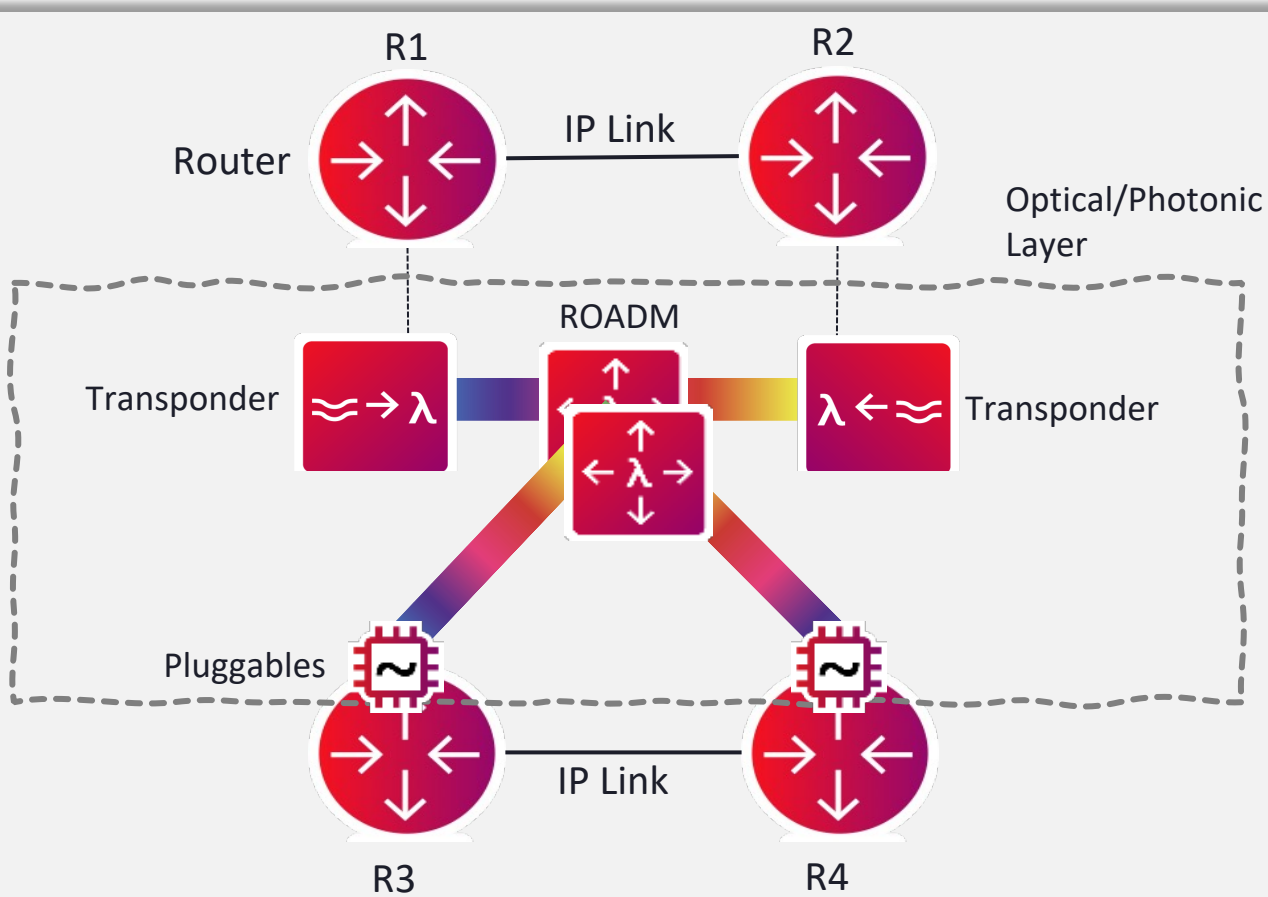 R1
R2
IP Link
Router
Optical/Photonic
Layer
ROADM
Transponder
λ
λ
Transponder
λ
Pluggables
~
~
IP Link
R3
R4